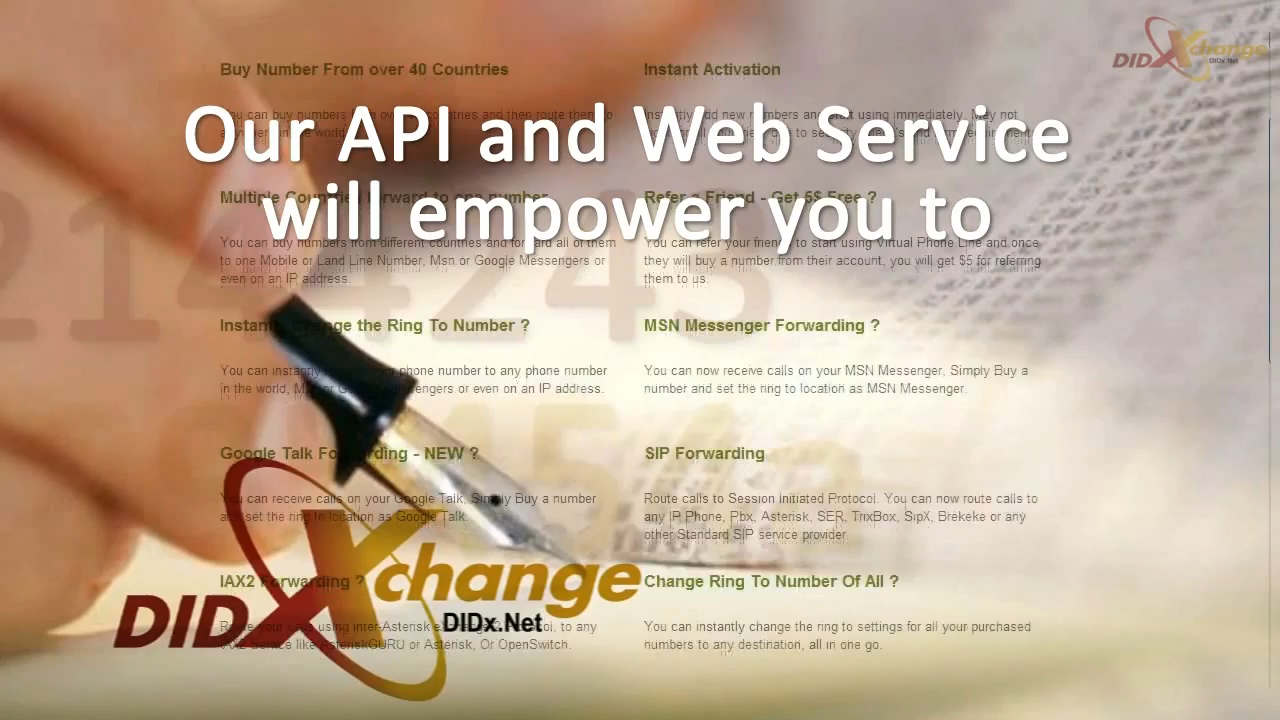 DIDXchange
DIDx.Net
Buy Number From over 40 Countries
Instant Activation
Our API and Web Service
will empower you to
Multiple Countries
Refer a Friend - Get 5$ Free ?
You can buy numbers from different countries and forward all of them
to one Mobile or Land Line Number, Msn or Google Messengers or
even on an IP address.
You can refer your friend to start using Virtual Phone Line and once
they will buy a number from their account, you will get $5 for referring
them to us.
Instant Change the Ring To Number ?
MSN Messenger Forwarding ?
You can instantly phone number to any phone number
in the world, or even on an IP address.
You can now receive calls on your MSN Messenger, Simply Buy a
number and set the ring to location as MSN Messenger.
Google Talk Forwarding - NEW ?
SIP Forwarding
You can receive calls on your Google Talk, Simply Buy a number
and set the ring to location as Google Talk.
Route calls to Session Initiated Protocol. You can now route calls to
any IP Phone, Pbx, Asterisk, SER, TrixBox, SipX, Brekeke or any
other Standard SIP service provider.
IAX2 Forwarding ?
Change Ring To Number Of All ?
DIDXchange
DIDx.Net
Route your using Inter-Asterisk to any
IAX2 Service like AsteriskGURU or Asterisk, Or OpenSwitch.
You can instantly change the ring to settings for all your purchased
numbers to any destination, all in one go.